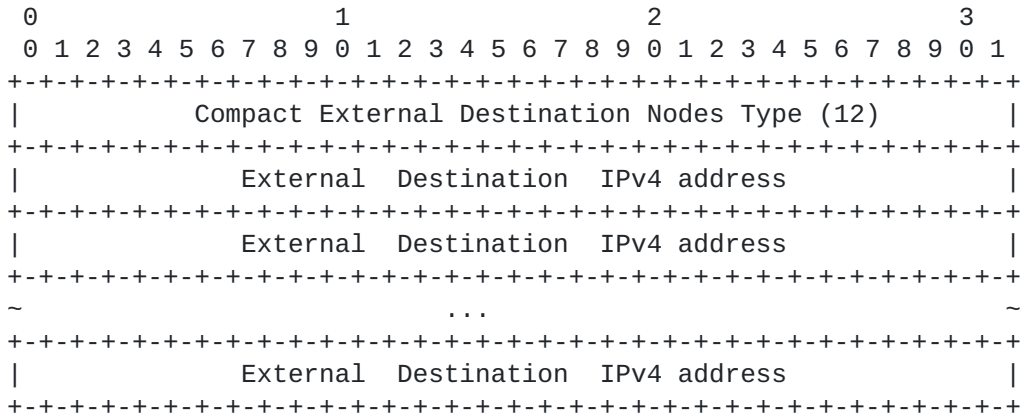 0                   1                   2                   3
 0 1 2 3 4 5 6 7 8 9 0 1 2 3 4 5 6 7 8 9 0 1 2 3 4 5 6 7 8 9 0 1
+-+-+-+-+-+-+-+-+-+-+-+-+-+-+-+-+-+-+-+-+-+-+-+-+-+-+-+-+-+-+-+-+
|           Compact External Destination Nodes Type (12)        |
+-+-+-+-+-+-+-+-+-+-+-+-+-+-+-+-+-+-+-+-+-+-+-+-+-+-+-+-+-+-+-+-+
|              External  Destination  IPv4 address              |
+-+-+-+-+-+-+-+-+-+-+-+-+-+-+-+-+-+-+-+-+-+-+-+-+-+-+-+-+-+-+-+-+
|              External  Destination  IPv4 address              |
+-+-+-+-+-+-+-+-+-+-+-+-+-+-+-+-+-+-+-+-+-+-+-+-+-+-+-+-+-+-+-+-+
~                           ...                                 ~
+-+-+-+-+-+-+-+-+-+-+-+-+-+-+-+-+-+-+-+-+-+-+-+-+-+-+-+-+-+-+-+-+
|              External  Destination  IPv4 address              |
+-+-+-+-+-+-+-+-+-+-+-+-+-+-+-+-+-+-+-+-+-+-+-+-+-+-+-+-+-+-+-+-+